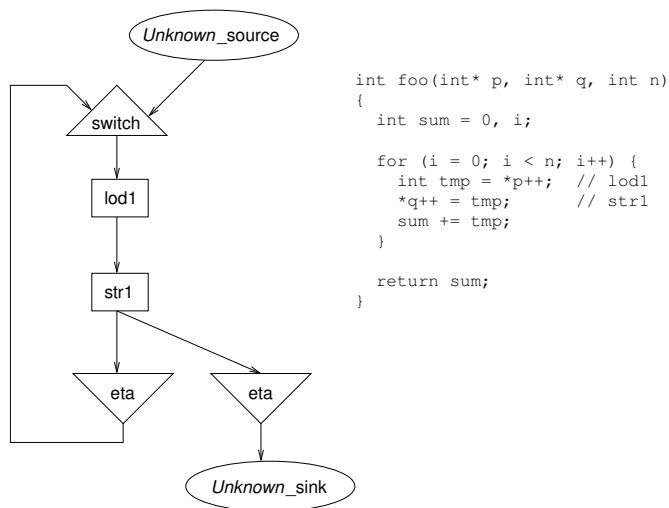 Unknown_source
switch
lod1
str1
eta
eta
Unknown_sink
int foo(int* p, int* q, int n)
{
  int sum = 0, i;

  for (i = 0; i < n; i++) {
    int tmp = *p++;  // lod1
    *q++ = tmp;      // str1
    sum += tmp;
  }

  return sum;
}